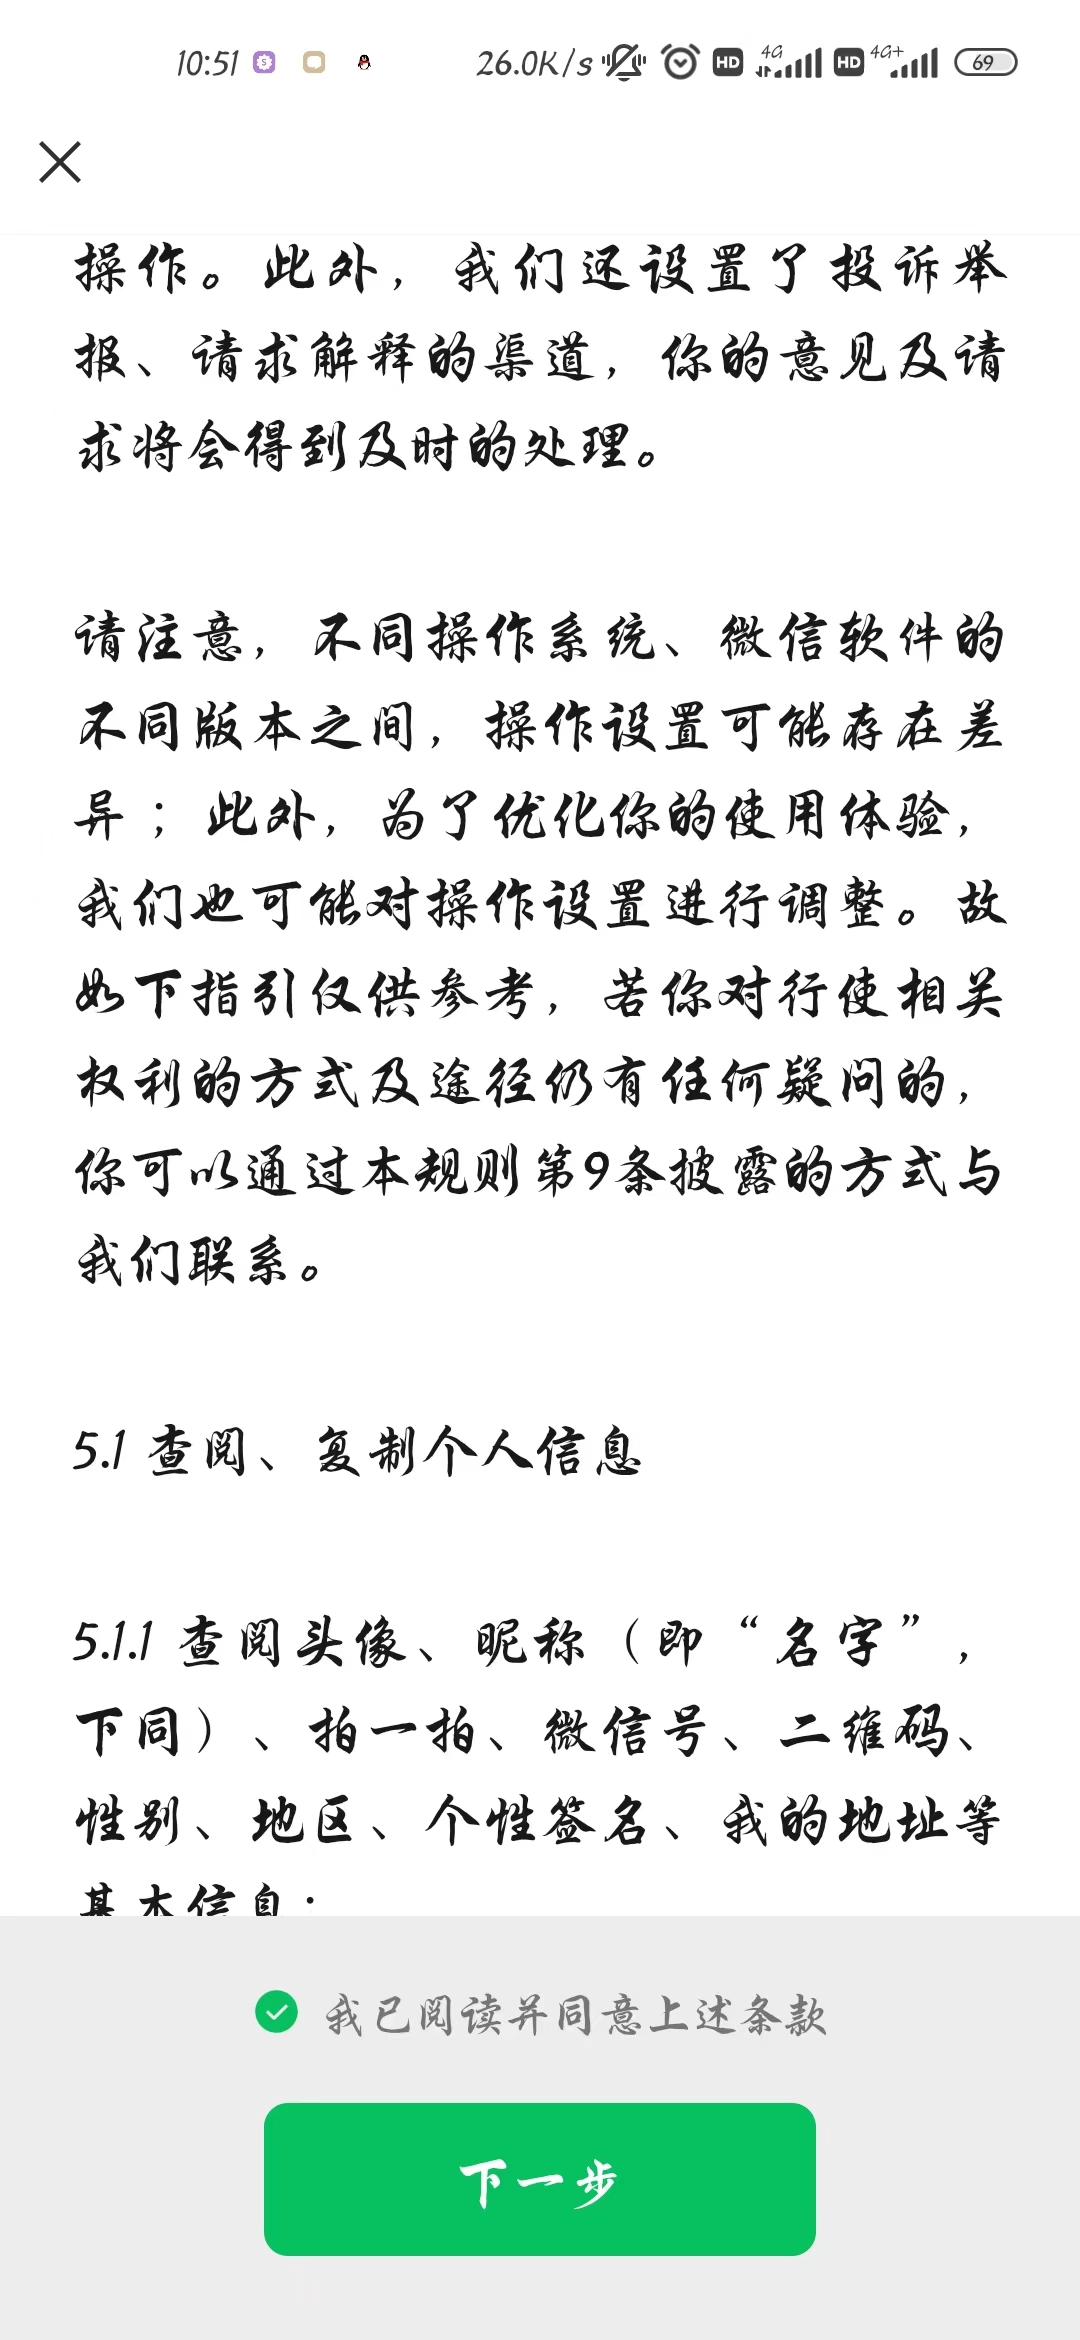 10:51 26.0K/s HD 4G HD 4G+ 69
操作。此外，我们还设置了投诉举
报、请求解释的渠道，你的意见及请
求将会得到及时的处理。
请注意，不同操作系统、微信软件的
不同版本之间，操作设置可能存在差
异；此外，为了优化你的使用体验，
我们也可能对操作设置进行调整。故
如下指引仅供参考，若你对行使相关
权利的方式及途径仍有任何疑问的，
你可以通过本规则第9条披露的方式与
我们联系。
5.1 查阅、复制个人信息
5.1.1 查阅头像、昵称（即“名字”，
下同）、拍一拍、微信号、二维码、
性别、地区、个性签名、我的地址等
基本信息：
我已阅读并同意上述条款
下一步